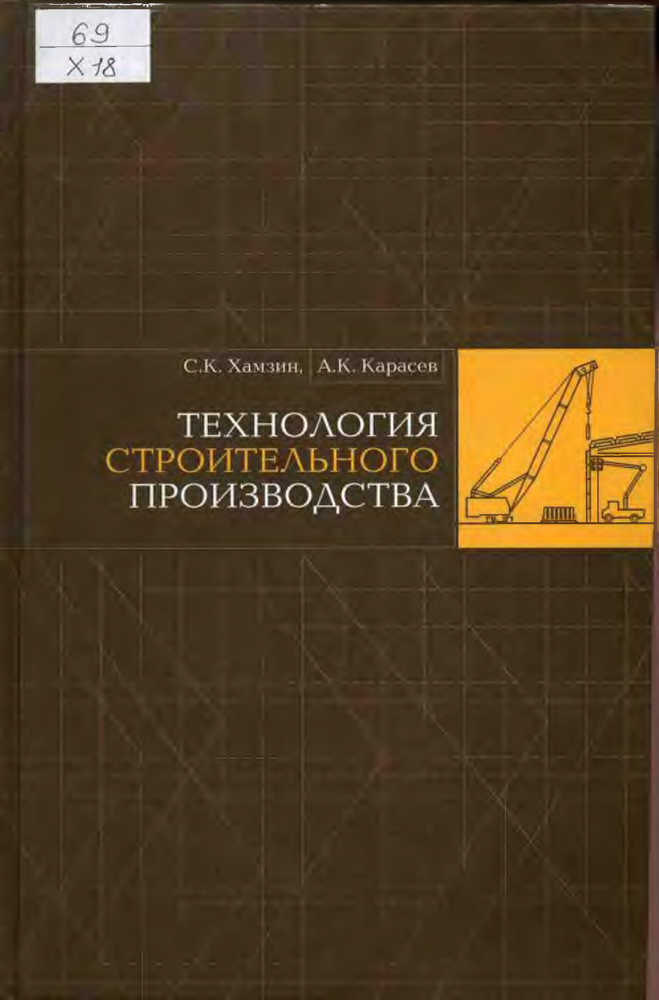 69
Х 18
С.К. Хамзин, А.К. Карасев
ТЕХНОЛОГИЯ
СТРОИТЕЛЬНОГО
ПРОИЗВОДСТВА